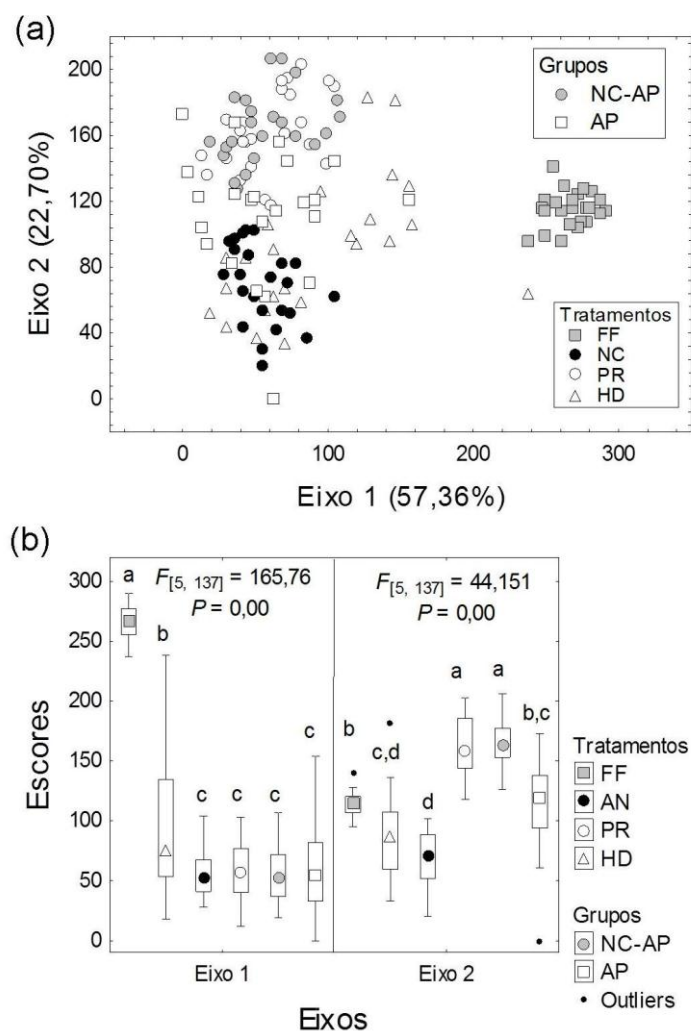 (a)
200
160
120
80
40
0
Eixo 2 (22,70%)
Grupos
NC-AP
AP
Tratamentos
FF
NC
PR
HD
0
100
200
300
Eixo 1 (57,36%)
(b)
300
250
200
150
100
50
0
Escores
F[5, 137] = 165,76
P = 0,00
F[5, 137] = 44,151
P = 0,00
a
b
c
c
c
c
b
c,d
d
a
a
b,c
Eixo 1
Eixo 2
Eixos
Tratamentos
FF
AN
PR
HD
Grupos
NC-AP
AP
Outliers